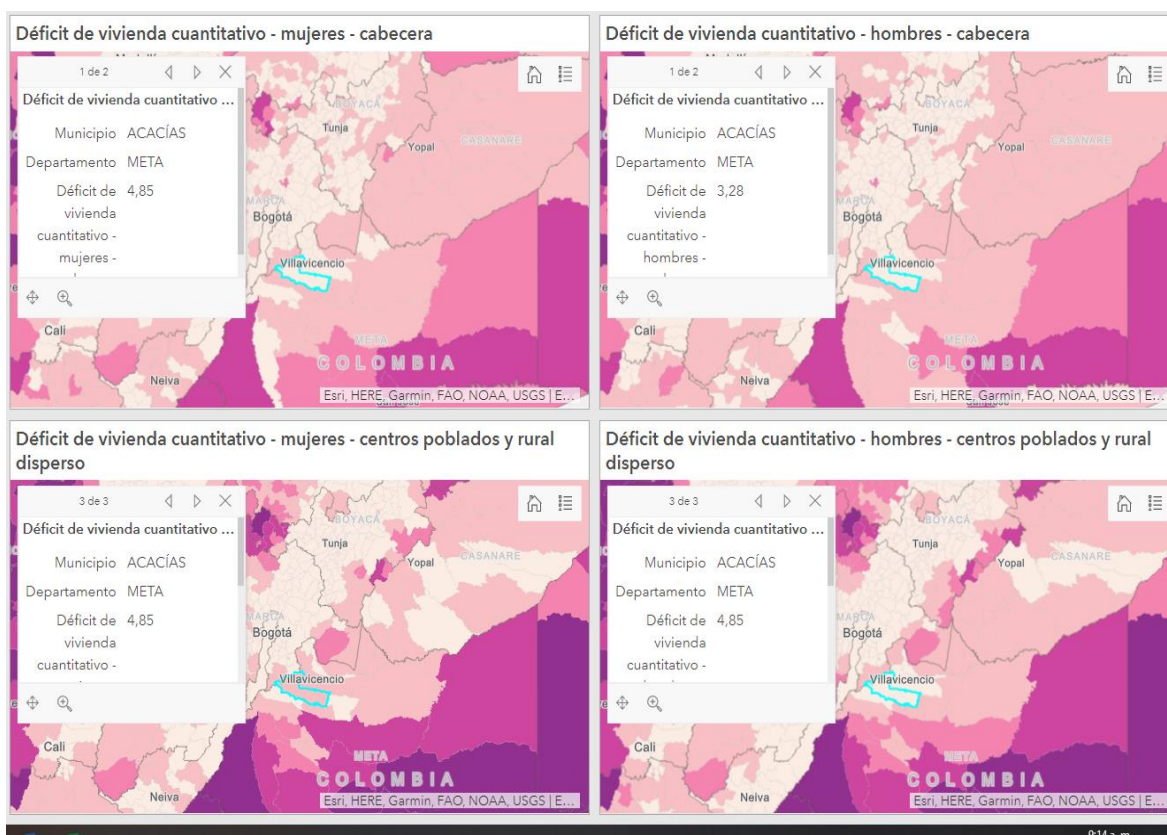 Déficit de vivienda cuantitativo - mujeres - cabecera
1 de 2
Déficit de vivienda cuantitativo ...
Municipio ACACÍAS
Departamento META
Déficit de 4,85
vivienda
cuantitativo -
mujeres -
BOYACÁ
Tunja
Yopal
CASANARE
MARCA
Bogotá
Villavicencio
Cali
META
COLOMBIA
Neiva
Esri, HERE, Garmin, FAO, NOAA, USGS | E...
Déficit de vivienda cuantitativo - hombres - cabecera
1 de 2
Déficit de vivienda cuantitativo ...
Municipio ACACÍAS
Departamento META
Déficit de 3,28
vivienda
cuantitativo -
hombres -
BOYACÁ
Tunja
Yopal
CASANARE
MARCA
Bogotá
Villavicencio
Cali
META
COLOMBIA
Neiva
Esri, HERE, Garmin, FAO, NOAA, USGS | E...
Déficit de vivienda cuantitativo - mujeres - centros poblados y rural
disperso
3 de 3
Déficit de vivienda cuantitativo ...
Municipio ACACÍAS
Departamento META
Déficit de 4,85
vivienda
cuantitativo -
BOYACÁ
Tunja
Yopal
CASANARE
MARCA
Bogotá
Villavicencio
Cali
META
COLOMBIA
Neiva
Esri, HERE, Garmin, FAO, NOAA, USGS | E...
Déficit de vivienda cuantitativo - hombres - centros poblados y rural
disperso
3 de 3
Déficit de vivienda cuantitativo ...
Municipio ACACÍAS
Departamento META
Déficit de 4,85
vivienda
cuantitativo -
BOYACÁ
Tunja
Yopal
CASANARE
MARCA
Bogotá
Villavicencio
Cali
META
COLOMBIA
Neiva
Esri, HERE, Garmin, FAO, NOAA, USGS | E...